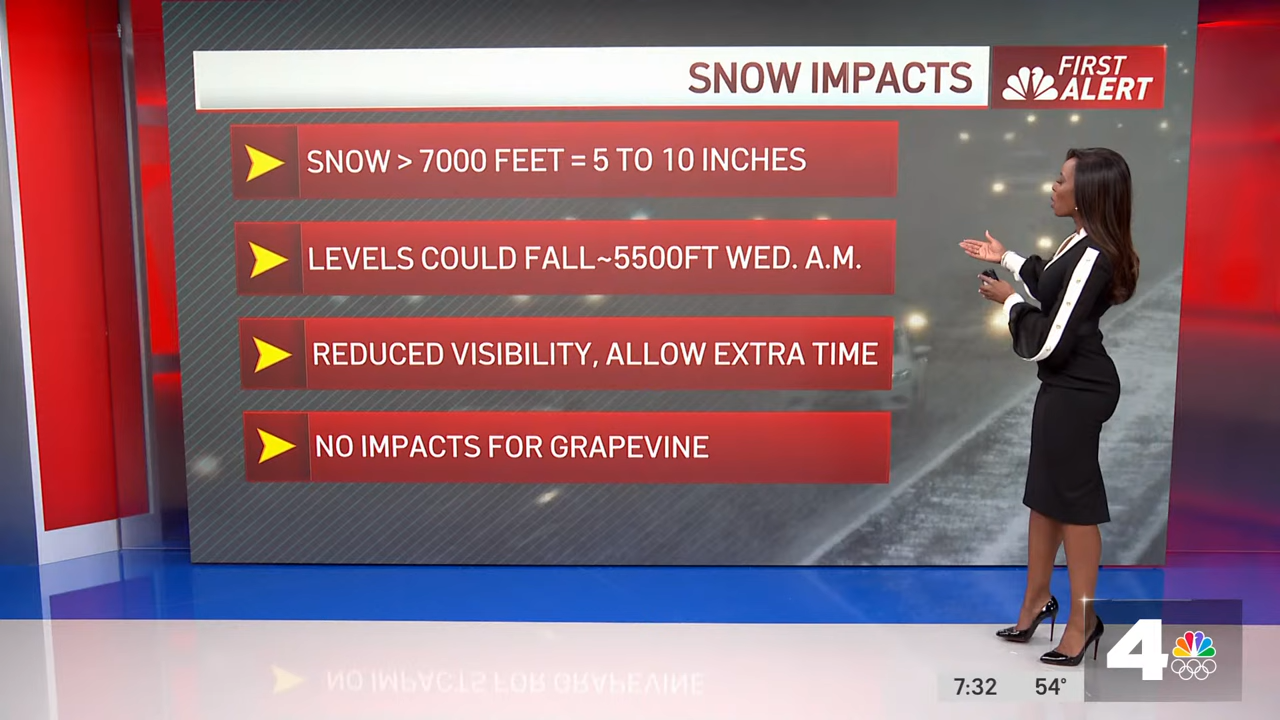 SNOW IMPACTS
FIRST
ALERT
SNOW > 7000 FEET = 5 TO 10 INCHES
LEVELS COULD FALL~5500FT WED. A.M.
REDUCED VISIBILITY, ALLOW EXTRA TIME
NO IMPACTS FOR GRAPEVINE
NO IMPACTS FOR GRAPEVINE
4
7:32 54°